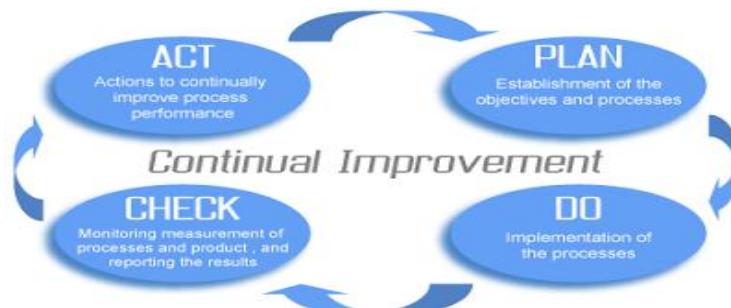 ACT
Actions to continually
improve process
performance
PLAN
Establishment of the
objectives and processes
Continual Improvement
CHECK
Monitoring measurement of
processes and product , and
reporting the results
DO
Implementation of
the processes